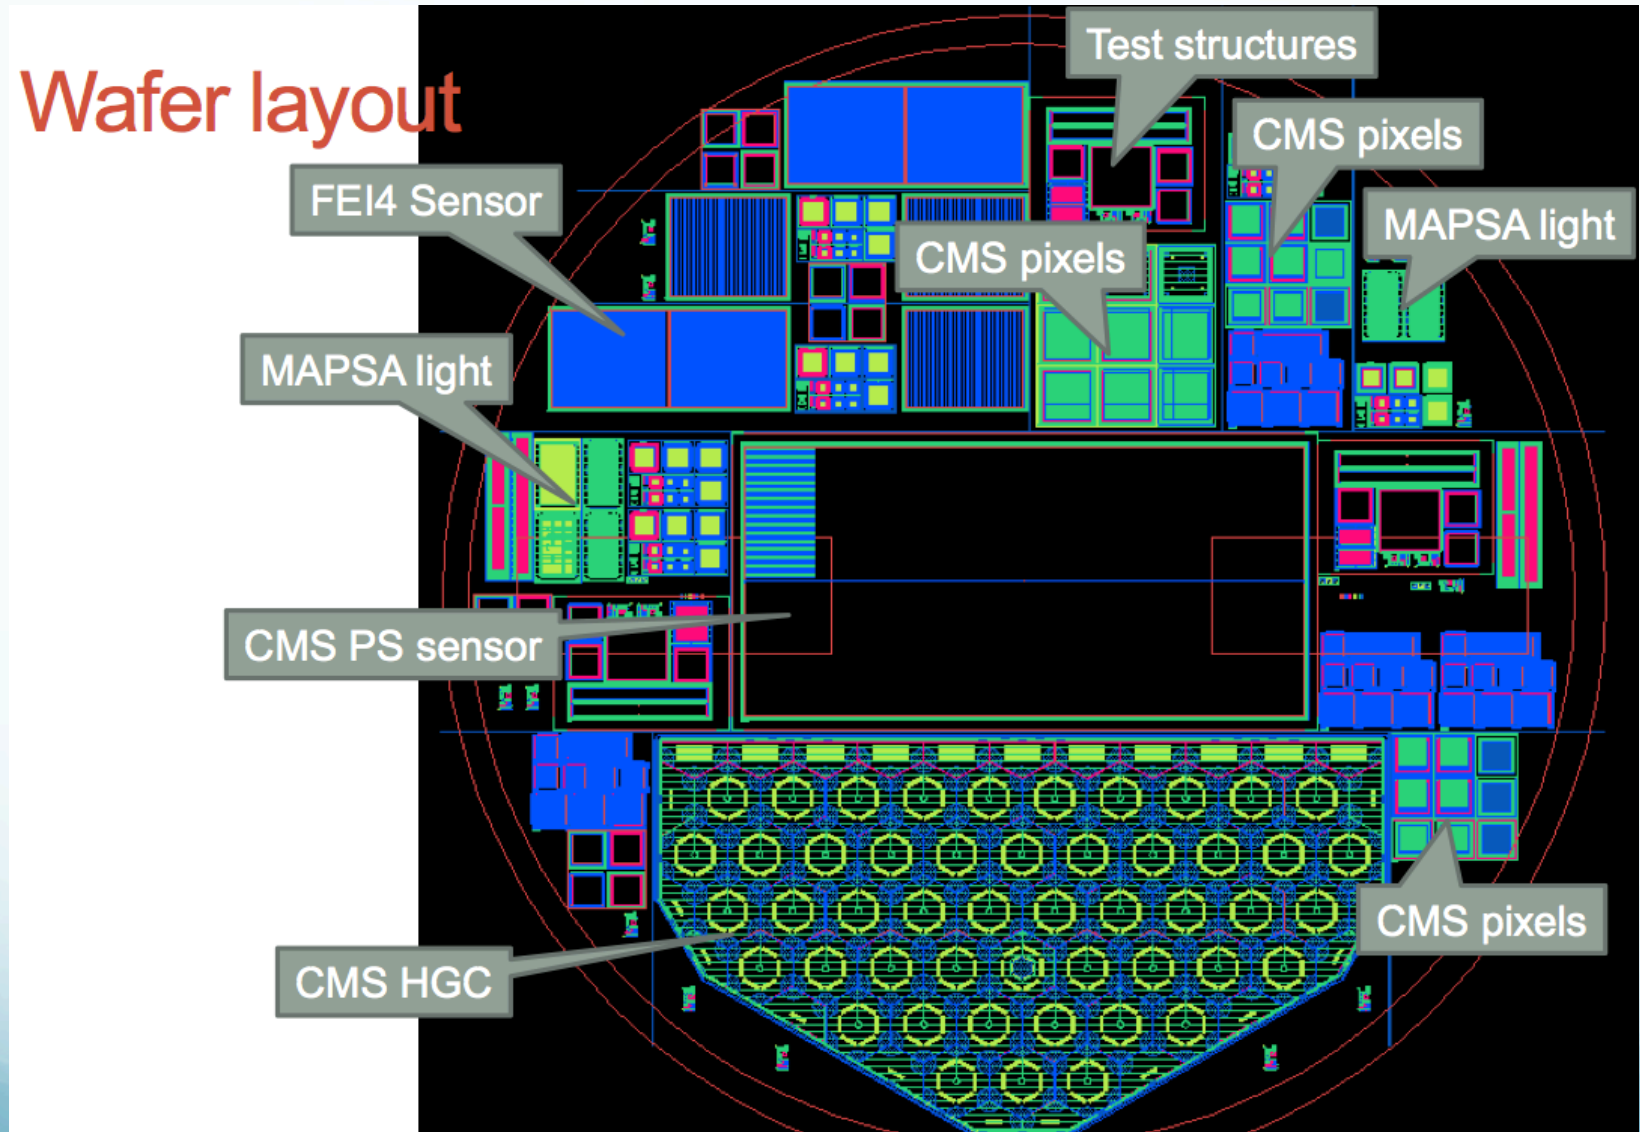 Wafer layout
Test structures
CMS pixels
FEI4 Sensor
MAPSA light
CMS pixels
MAPSA light
CMS PS sensor
CMS pixels
CMS HGC